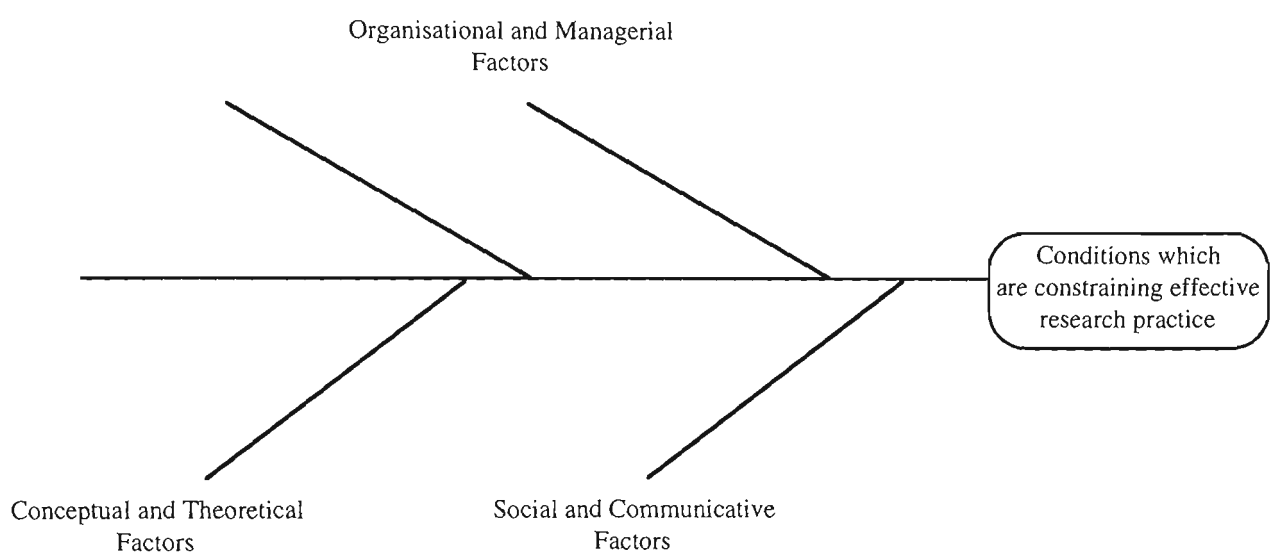 Organisational and Managerial
Factors
Conditions which
are constraining effective
research practice
Conceptual and Theoretical
Factors
Social and Communicative
Factors